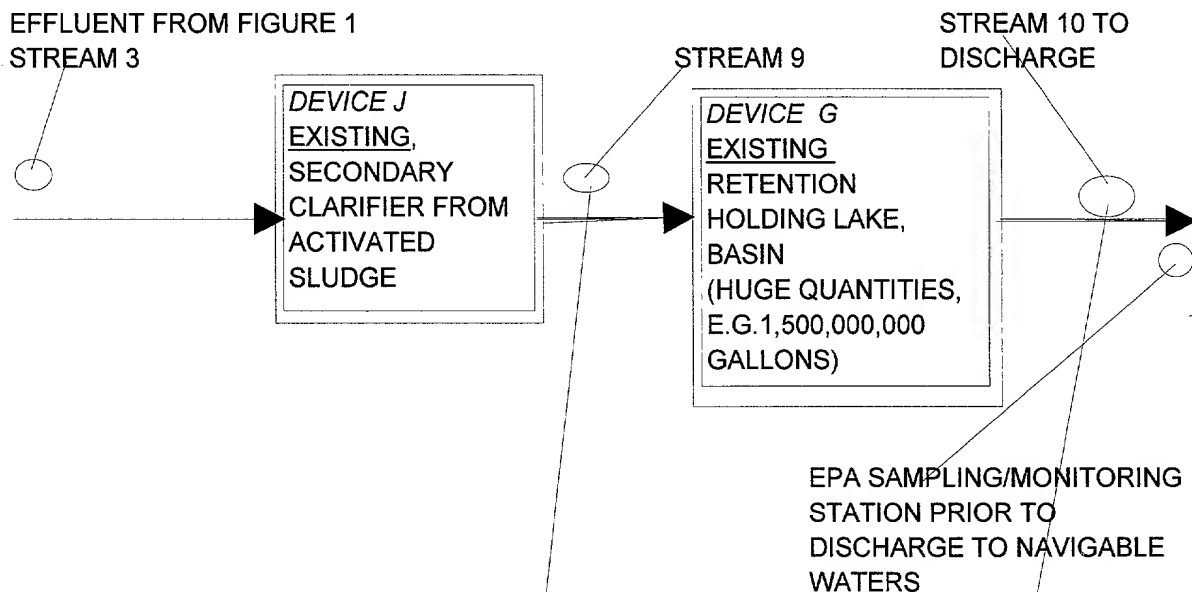 EFFLUENT FROM FIGURE 1
STREAM 3
DEVICE J
EXISTING,
SECONDARY
CLARIFIER FROM
ACTIVATED
SLUDGE
STREAM 9
DEVICE G
EXISTING
RETENTION
HOLDING LAKE,
BASIN
(HUGE QUANTITIES,
E.G.1,500,000,000
GALLONS)
STREAM 10 TO
DISCHARGE
EPA SAMPLING/MONITORING
STATION PRIOR TO
DISCHARGE TO NAVIGABLE
WATERS